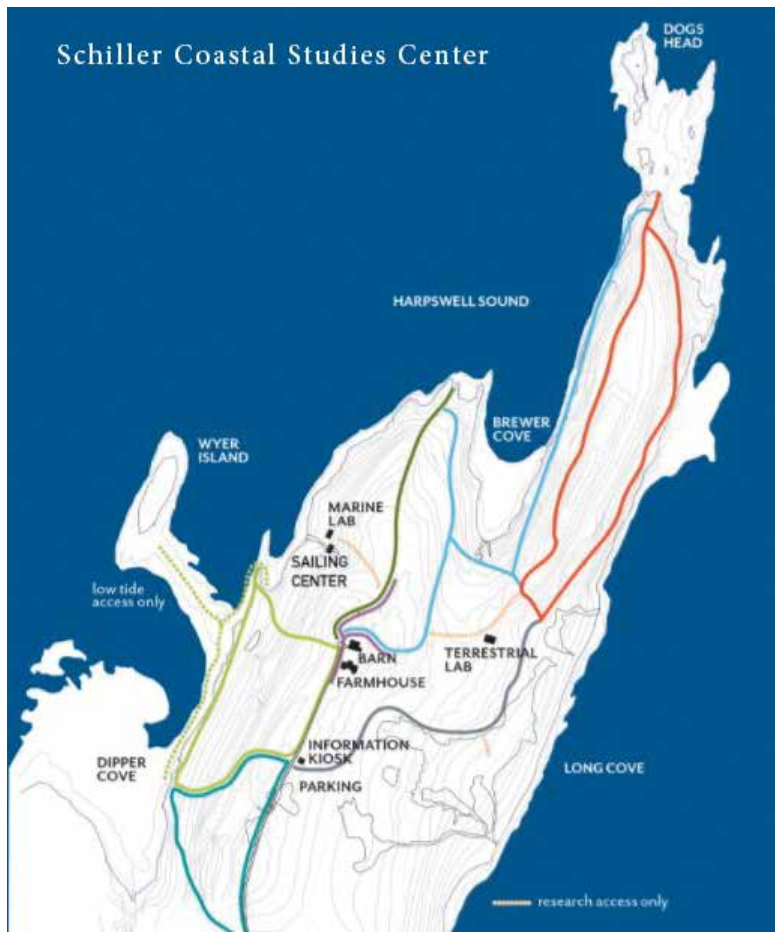 Schiller Coastal Studies Center
DOGS
HEAD
HARPSWELL SOUND
BREWER
COVE
WYER
ISLAND
MARINE
LAB
SAILING
CENTER
low tide
access only
BARN
FARMHOUSE
TERRESTRIAL
LAB
INFORMATION
KIOSK
DIPPER
COVE
PARKING
LONG COVE
research access only